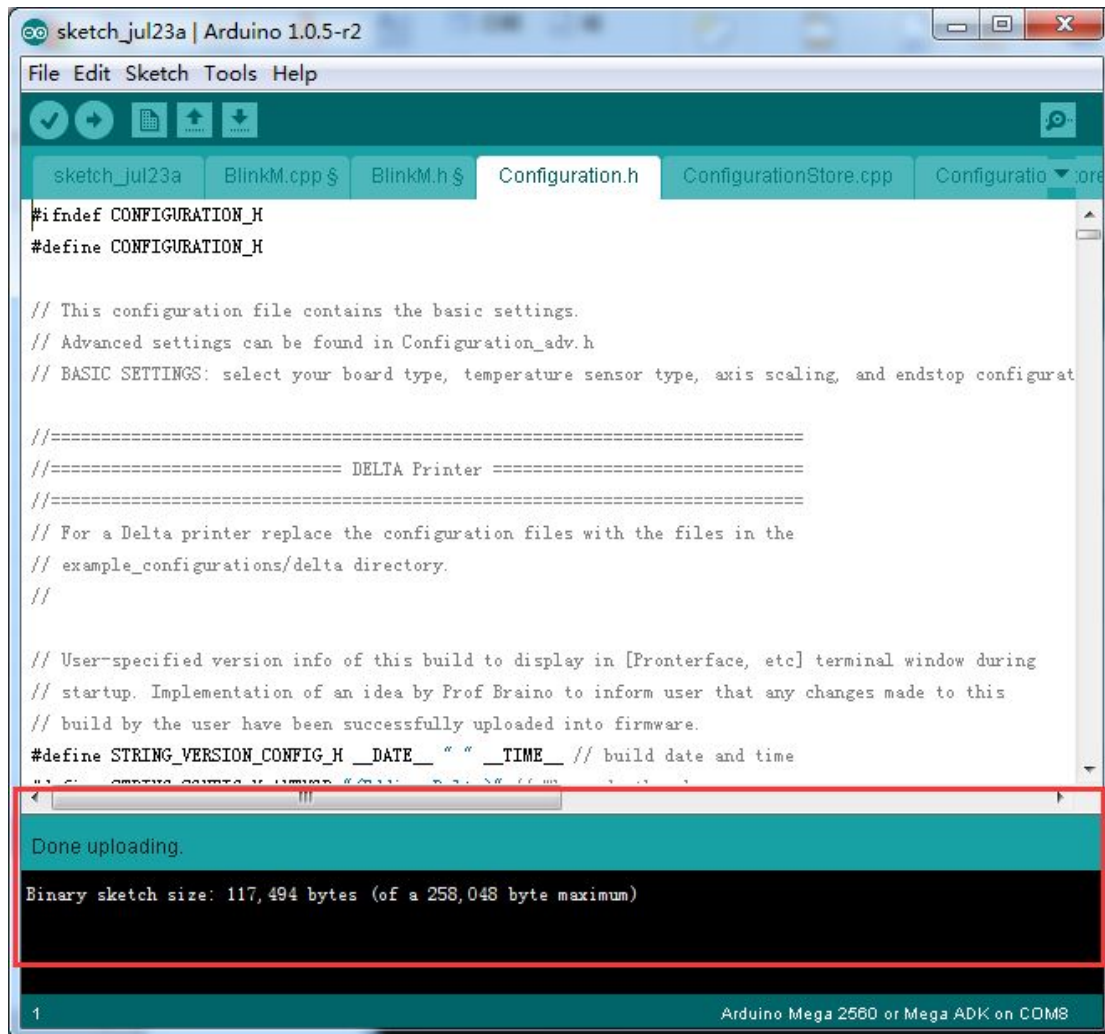 sketch_jul23a | Arduino 1.0.5-r2
File Edit Sketch Tools Help
sketch_jul23a BlinkM.cpp § BlinkM.h § Configuration.h ConfigurationStore.cpp Configuratio
#ifndef CONFIGURATION_H
#define CONFIGURATION_H
// This configuration file contains the basic settings.
// Advanced settings can be found in Configuration_adv.h
// BASIC SETTINGS: select your board type, temperature sensor type, axis scaling, and endstop configurat
//===========================================================================
//============================= DELTA Printer ===============================
//===========================================================================
// For a Delta printer replace the configuration files with the files in the
// example_configurations/delta directory.
//
// User-specified version info of this build to display in [Pronterface, etc] terminal window during
// startup. Implementation of an idea by Prof Braino to inform user that any changes made to this
// build by the user have been successfully uploaded into firmware.
#define STRING_VERSION_CONFIG_H __DATE__ " " __TIME__ // build date and time
Done uploading.
Binary sketch size: 117,494 bytes (of a 258,048 byte maximum)
1 Arduino Mega 2560 or Mega ADK on COM8